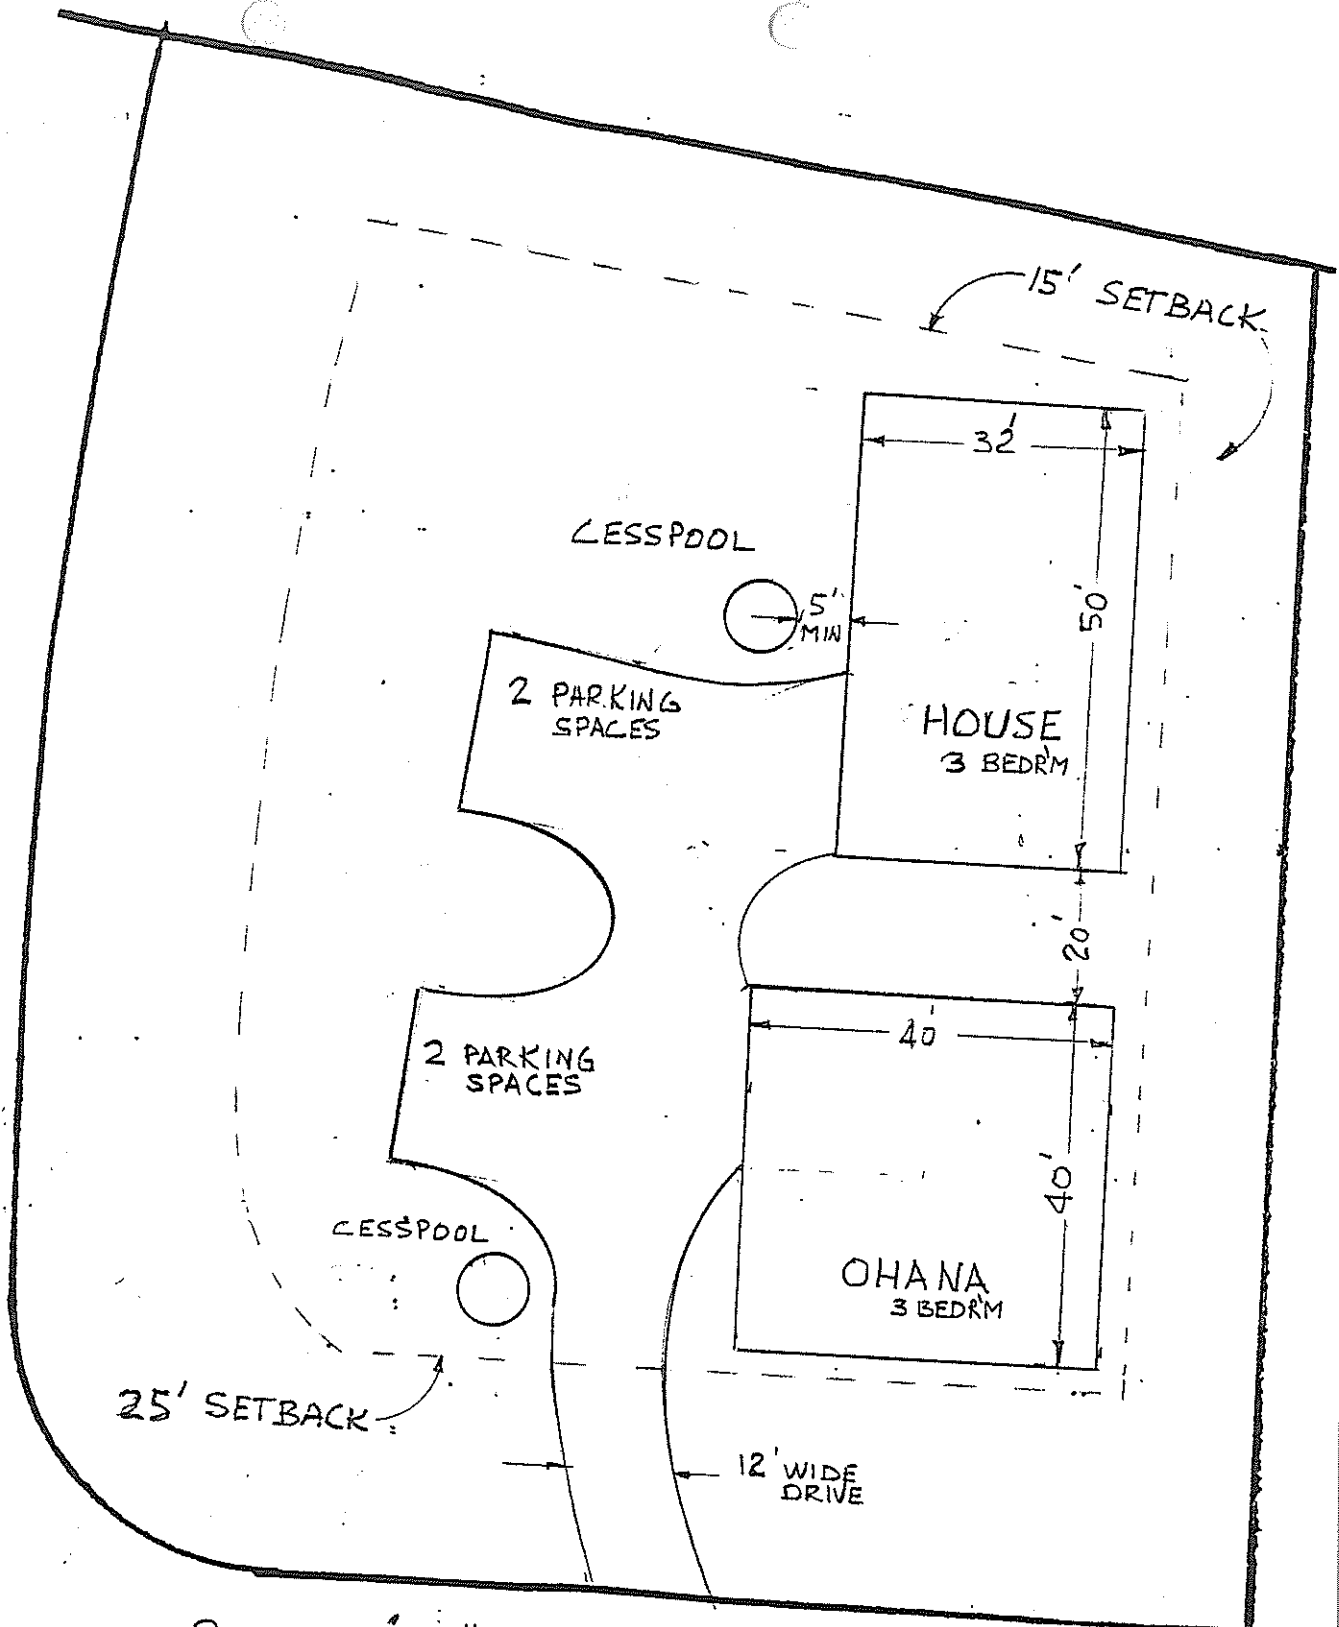 15' SETBACK
32'
CESSPOOL
5'
MIN
50'
2 PARKING
SPACES
HOUSE
3 BEDR'M
20'
40'
2 PARKING
SPACES
40'
CESSPOOL
OHANA
3 BEDR'M
25' SETBACK
12' WIDE
DRIVE